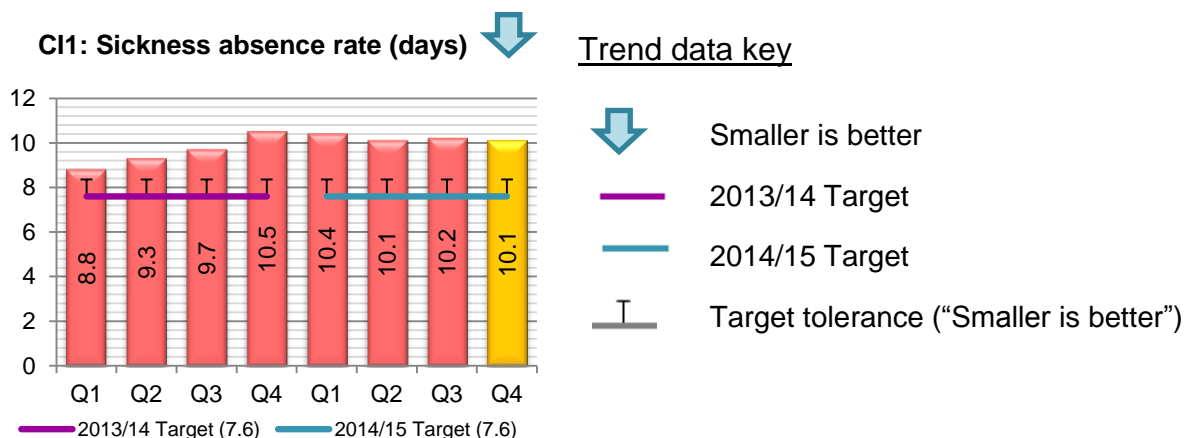 CI1: Sickness absence rate (days)
12
10
8
6
4
2
0
8.8
9.3
9.7
10.5
10.4
10.1
10.2
10.1
Q1 Q2 Q3 Q4 Q1 Q2 Q3 Q4
2013/14 Target (7.6) 2014/15 Target (7.6)
Trend data key
Smaller is better
2013/14 Target
2014/15 Target
Target tolerance (“Smaller is better”)